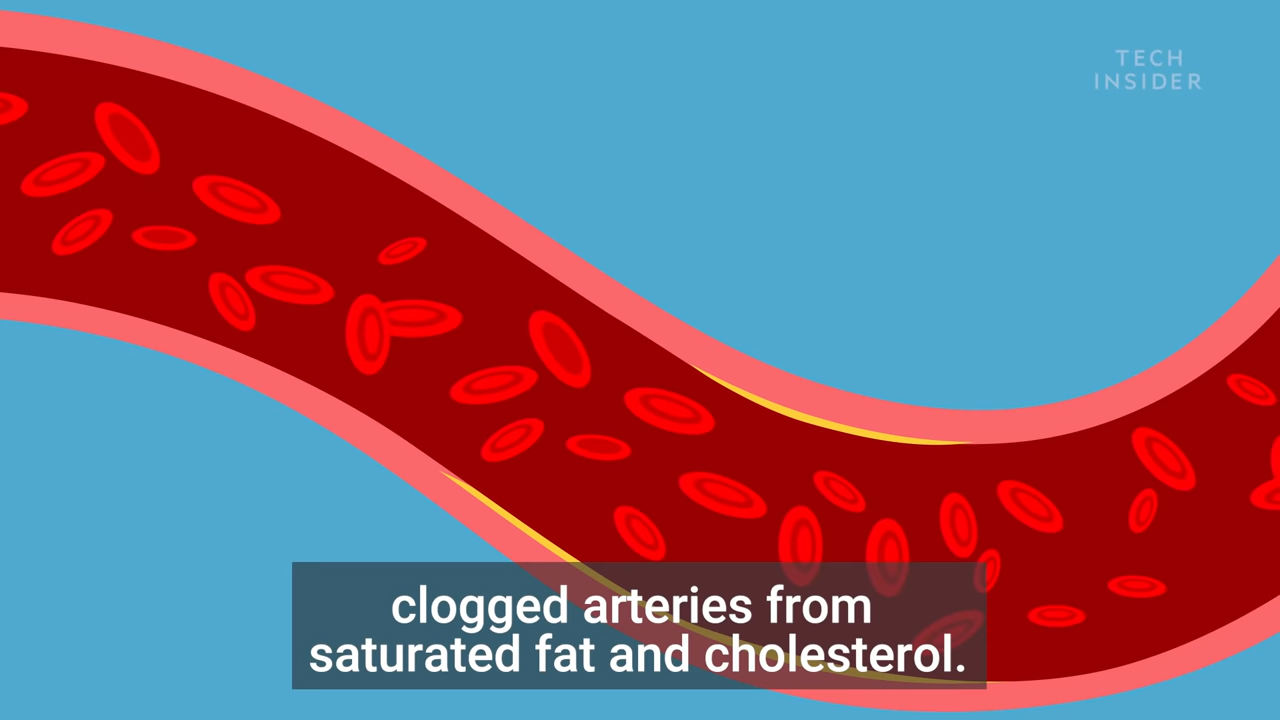 TECH
INSIDER
clogged arteries from
saturated fat and cholesterol.